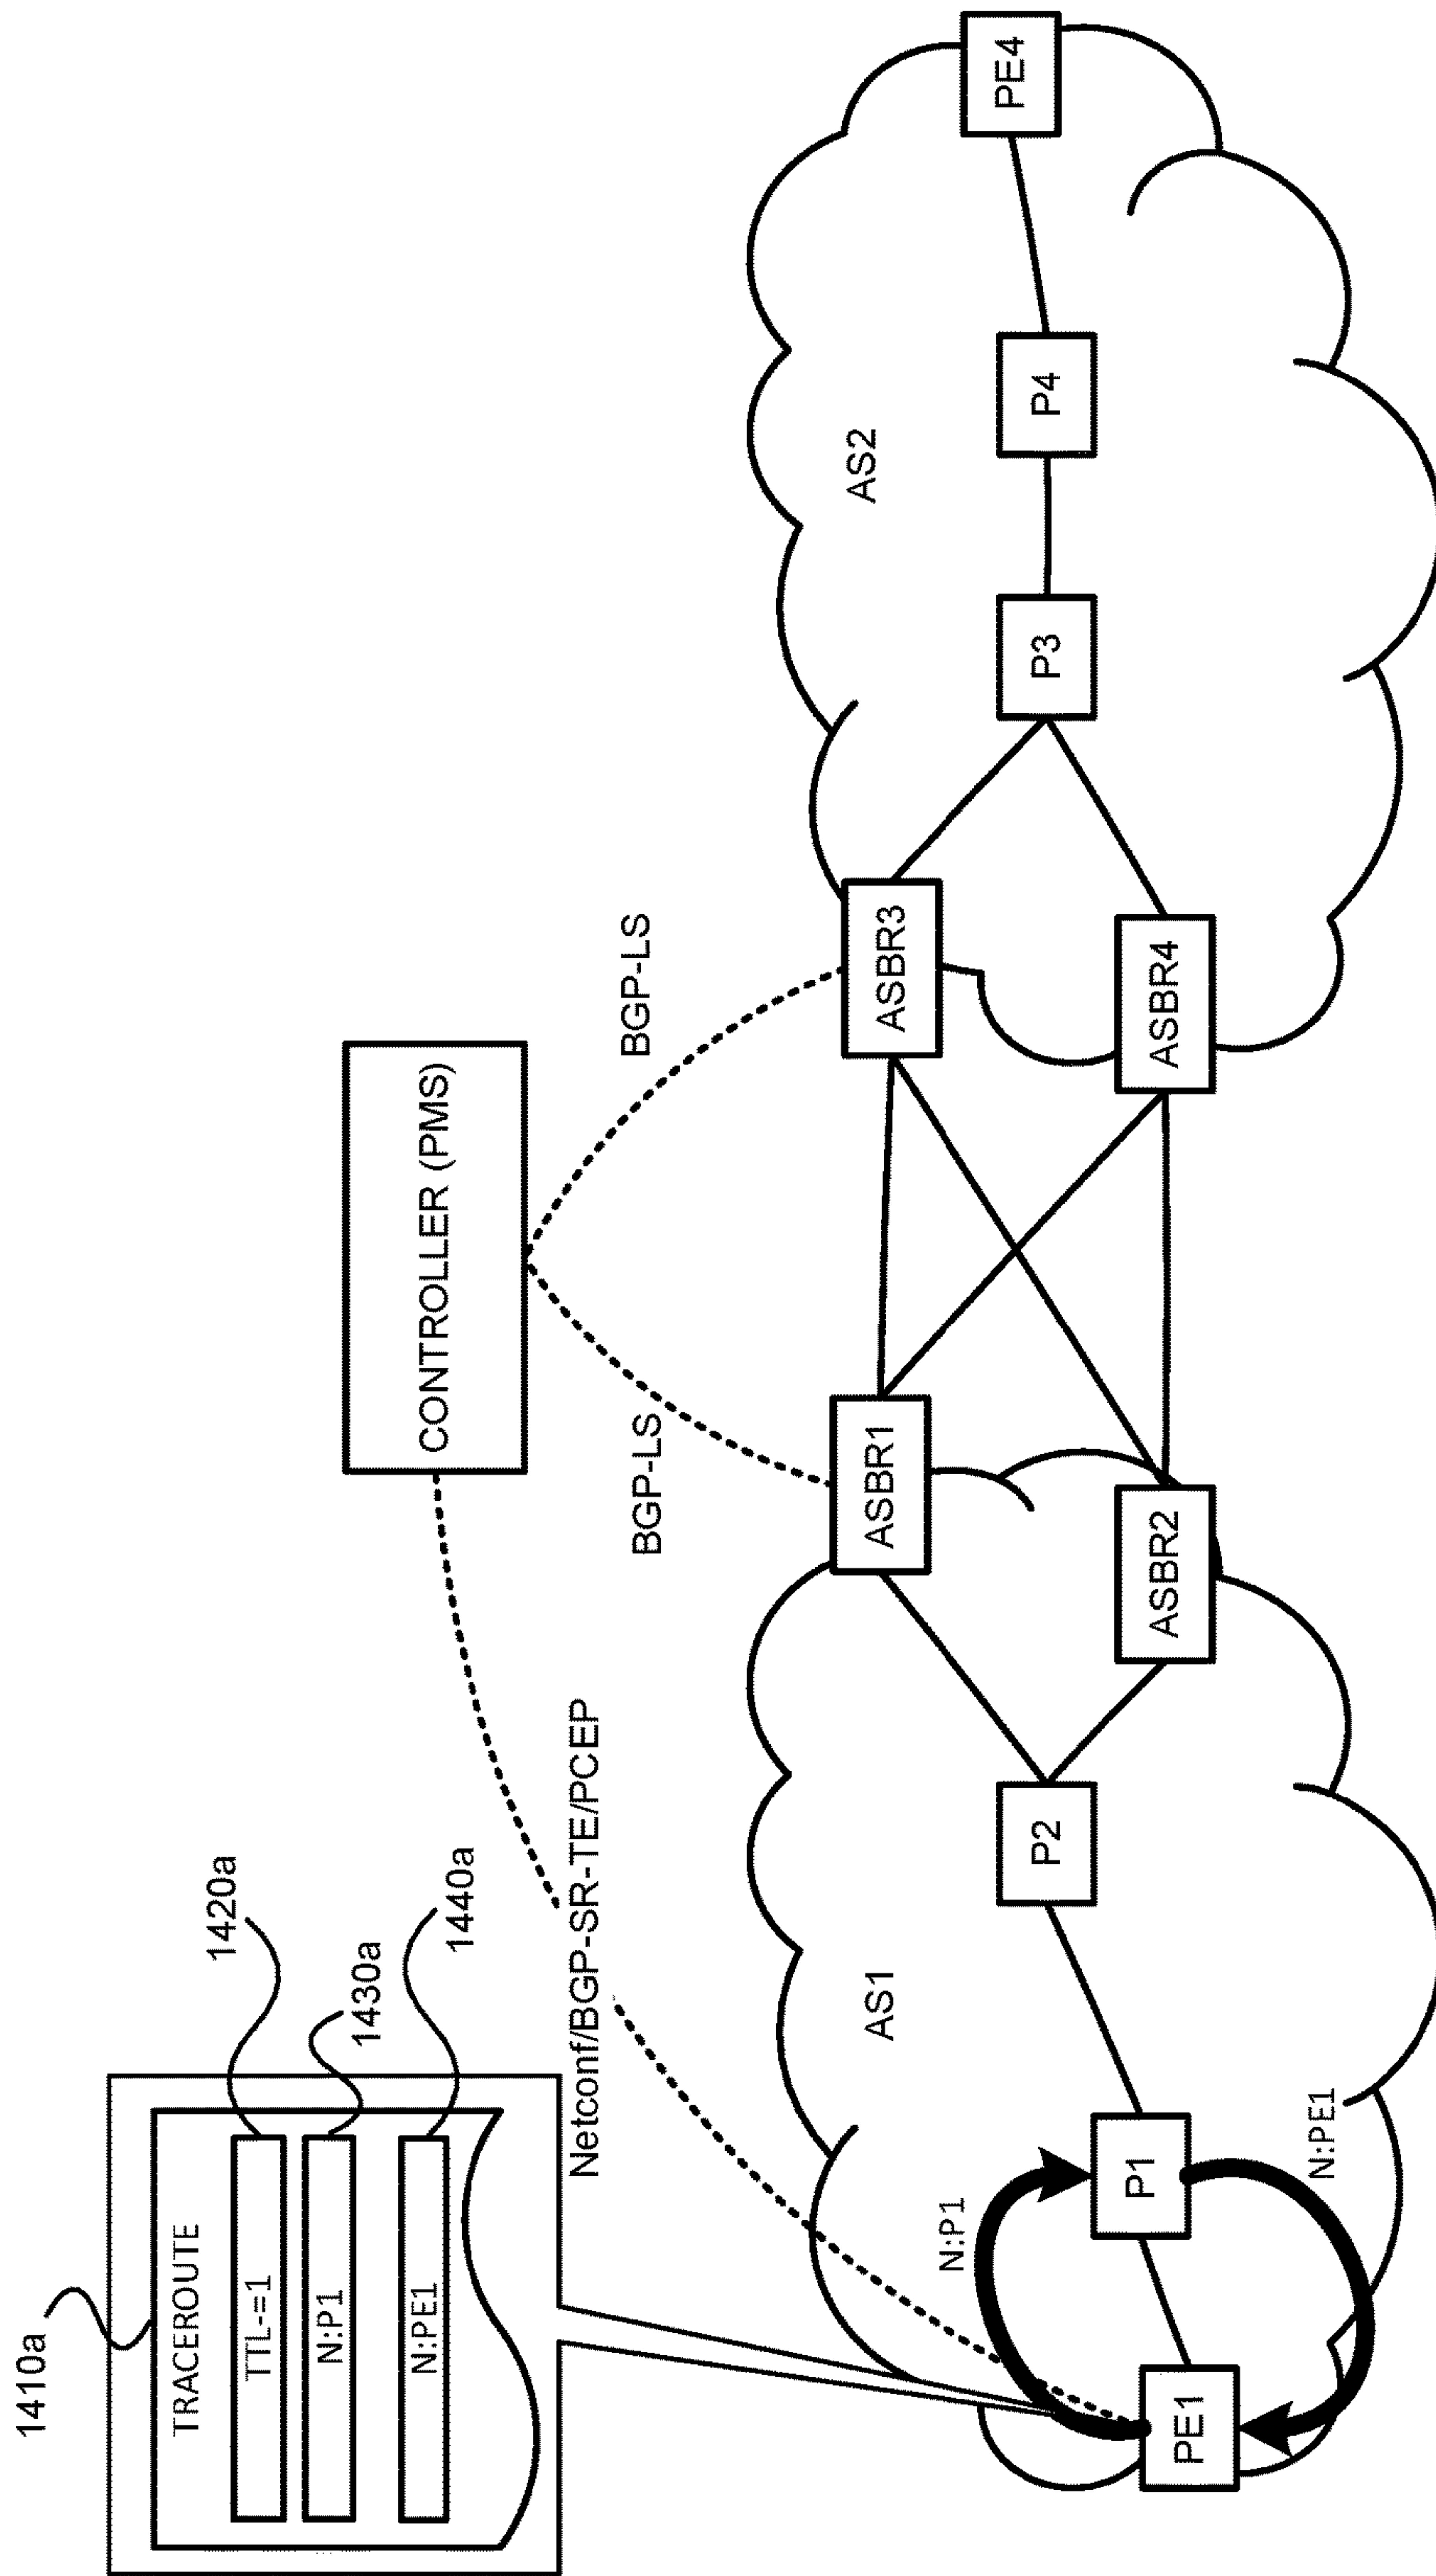 1410a
TRACEROUTE
TTL-=1
N:P1
N:PE1
1420a
1430a
1440a
Netconf/BGP-SR-TE/PCEP
CONTROLLER (PMS)
BGP-LS
BGP-LS
AS1
AS2
PE1
N:P1
P1
N:PE1
P2
ASBR1
ASBR2
ASBR3
ASBR4
P3
P4
PE4